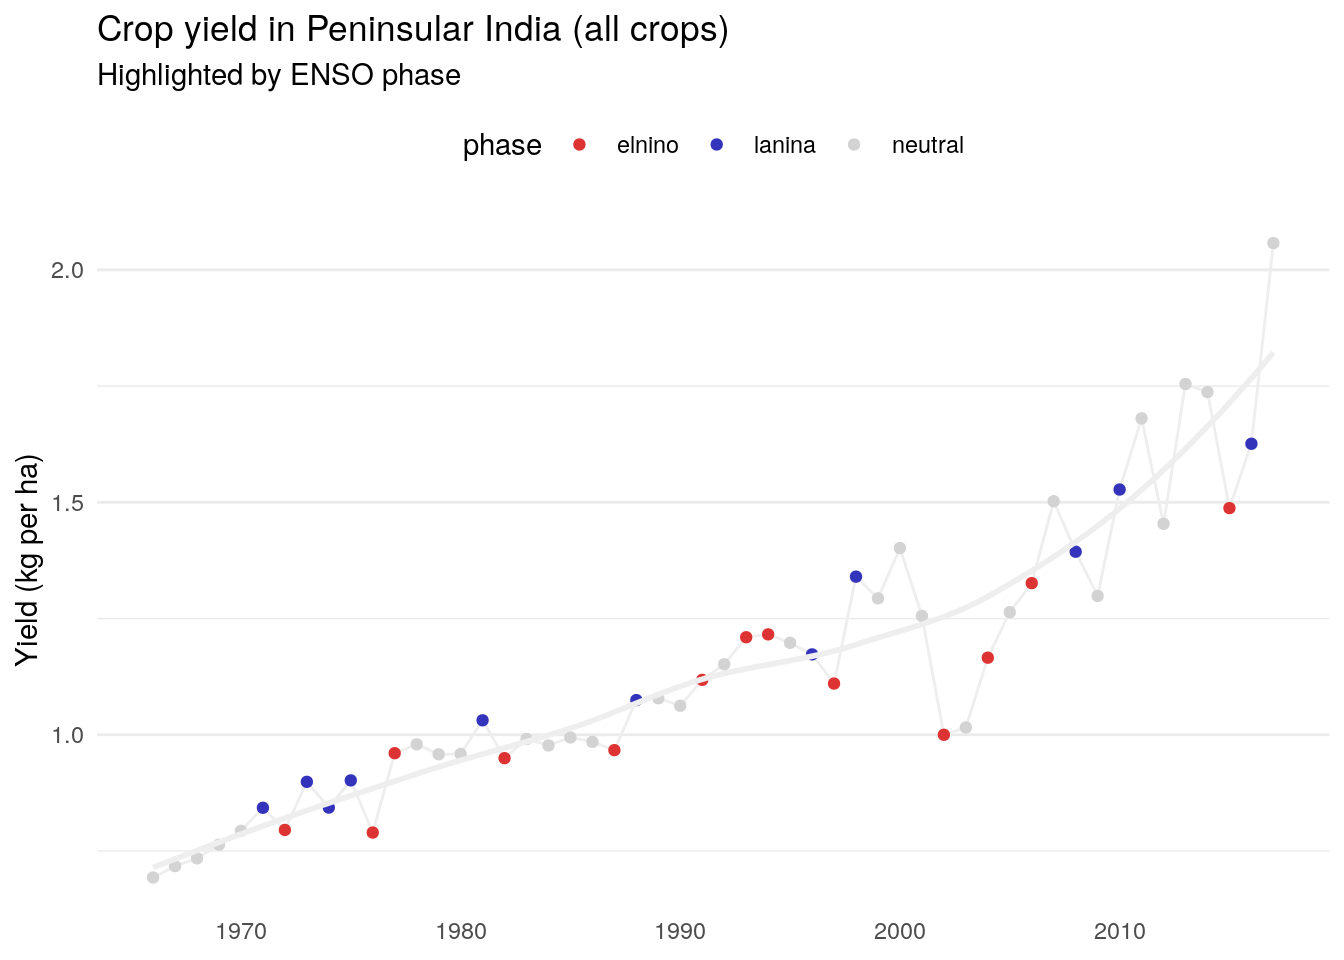 Crop yield in Peninsular India (all crops)
Highlighted by ENSO phase
phase elnino lanina neutral
Yield (kg per ha)
2.0
1.5
1.0
1970 1980 1990 2000 2010